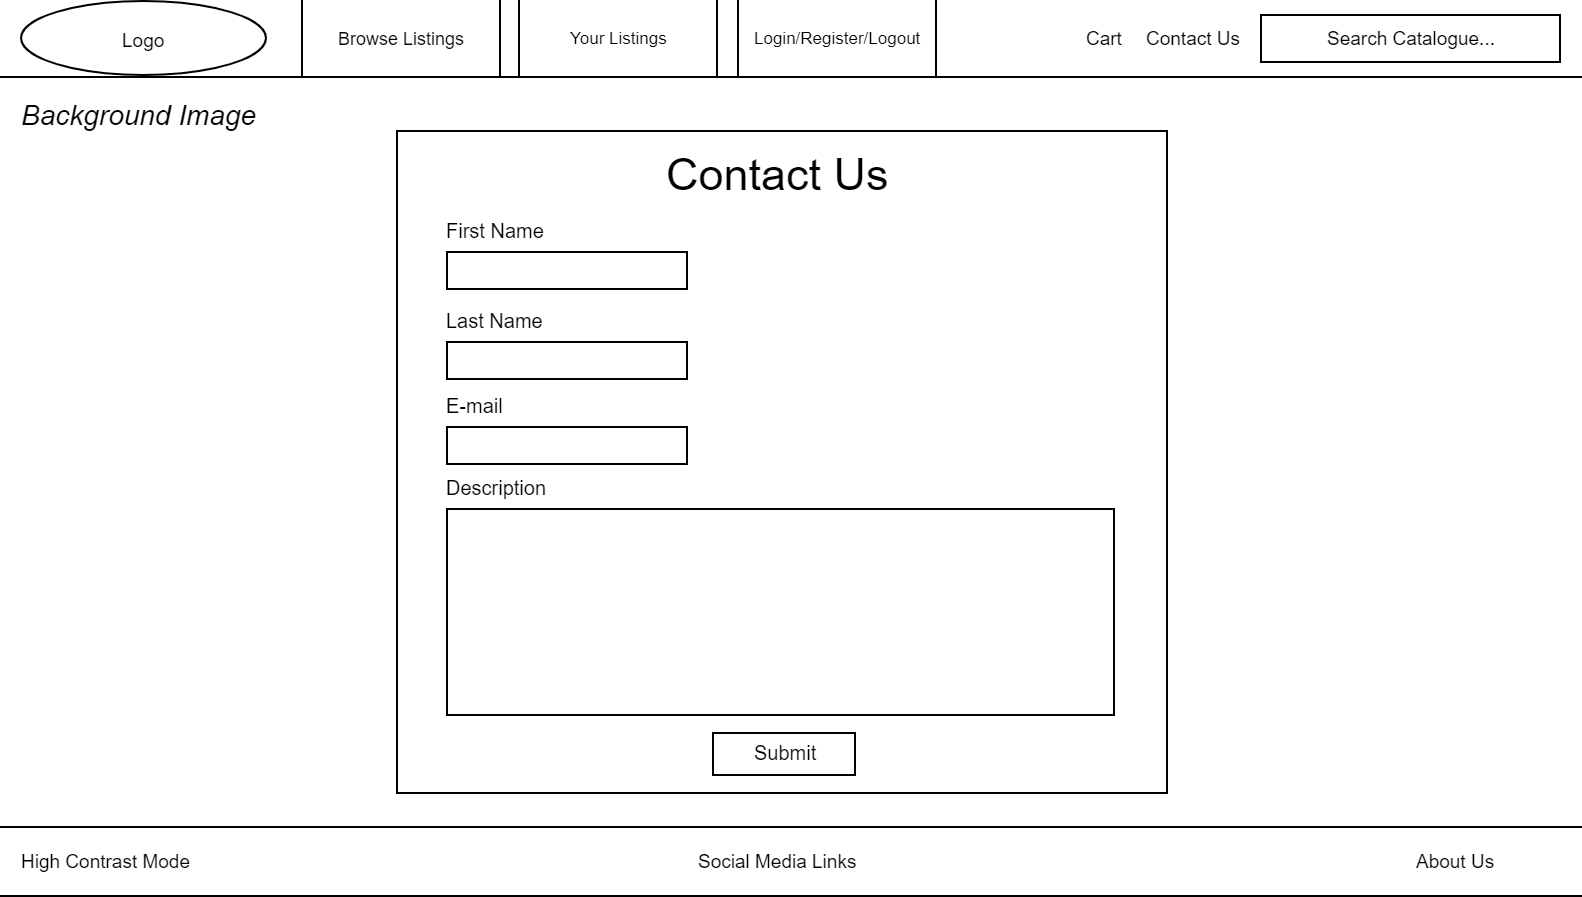 Logo
Browse Listings
Your Listings
Login/Register/Logout
Cart
Contact Us
Search Catalogue...
Background Image
Contact Us
First Name
Last Name
E-mail
Description
Submit
High Contrast Mode
Social Media Links
About Us